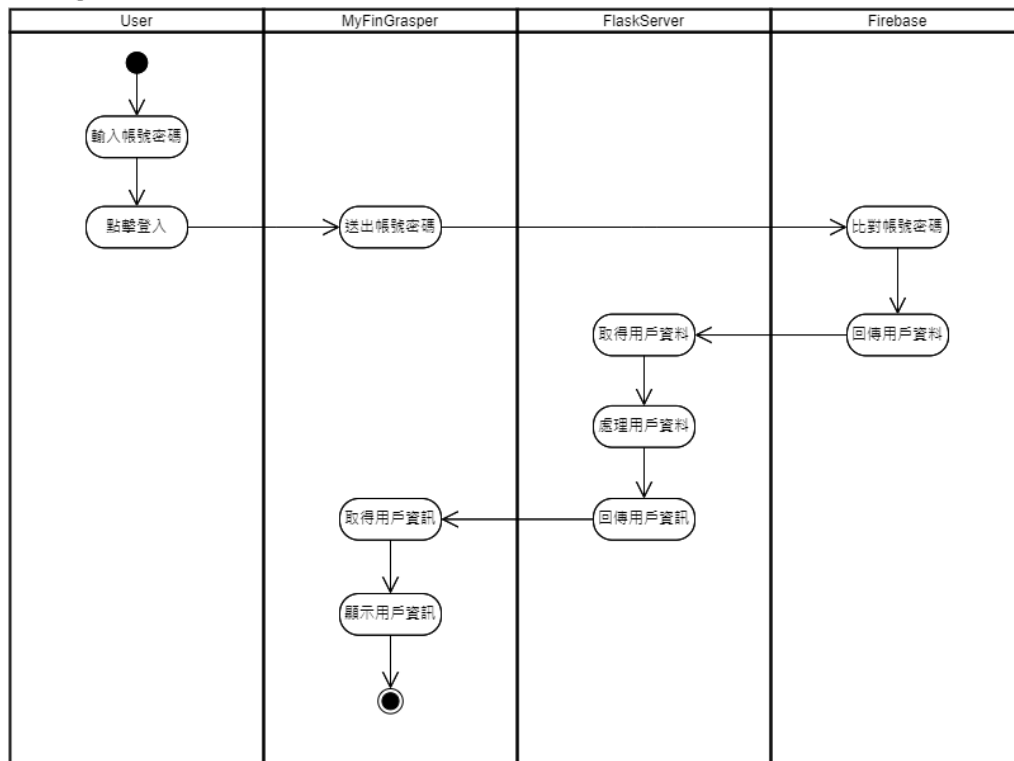 User
MyFinGrasper
FlaskServer
Firebase
輸入帳號密碼
點擊登入
送出帳號密碼
比對帳號密碼
取得用戶資料
回傳用戶資料
處理用戶資料
取得用戶資訊
回傳用戶資訊
顯示用戶資訊